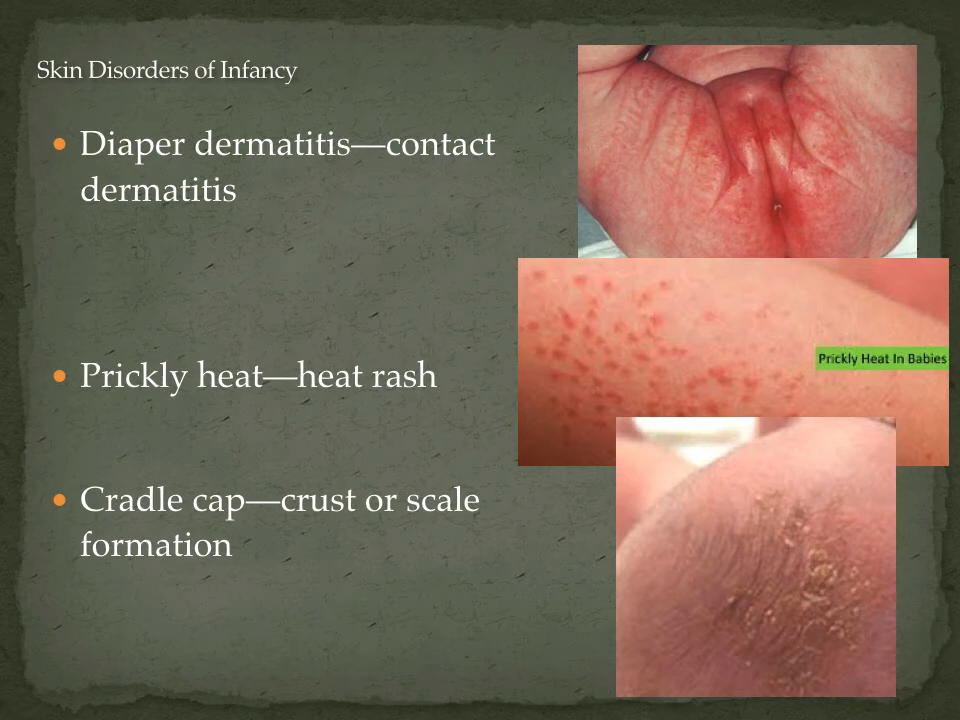 Skin Disorders of Infancy
Diaper dermatitis—contact
dermatitis
Prickly heat—heat rash
Prickly Heat In Babies
Cradle cap—crust or scale
formation